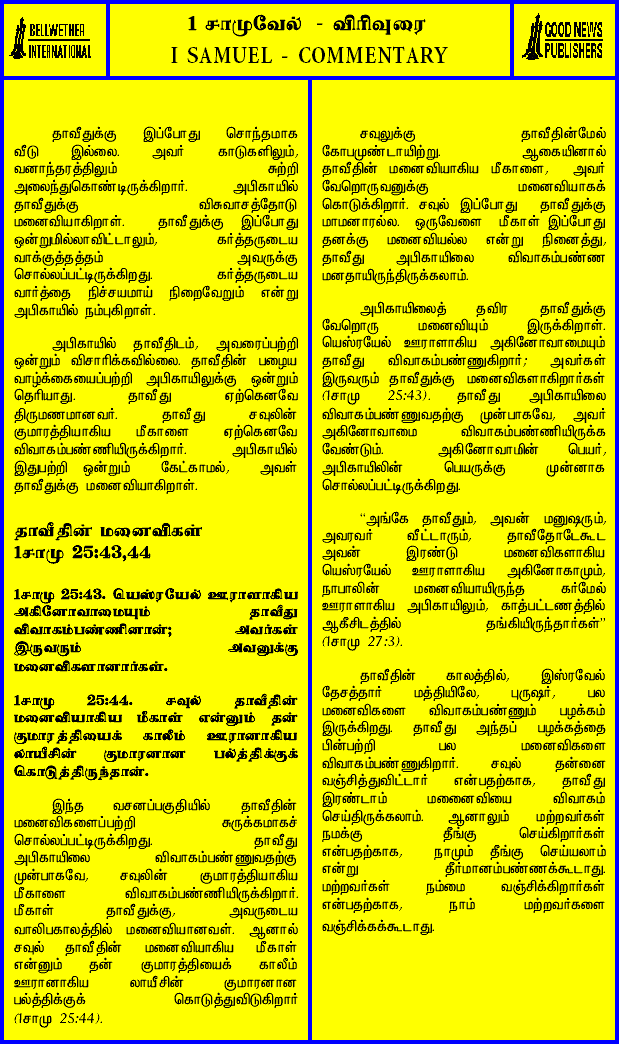 BELLWETHER
INTERNATIONAL
1 சாமுவேல் - விரிவுரை
I SAMUEL - COMMENTARY
GOOD NEWS
PUBLISHERS
தாவீதுக்கு இப்போது சொந்தமாக
வீடு இல்லை. அவர் காடுகளிலும்,
வனாந்தரத்திலும் சுற்றி
அலைந்துகொண்டிருக்கிறார். அபிகாயில்
தாவீதுக்கு விசுவாசத்தோடு
மனைவியாகிறாள். தாவீதுக்கு இப்போது
ஒன்றுமில்லாவிட்டாலும், கர்த்தருடைய
வாக்குத்தத்தம் அவருக்கு
சொல்லப்பட்டிருக்கிறது. கர்த்தருடைய
வார்த்தை நிச்சயமாய் நிறைவேறும் என்று
அபிகாயில் நம்புகிறாள்.
அபிகாயில் தாவீதிடம், அவரைப்பற்றி
ஒன்றும் விசாரிக்கவில்லை. தாவீதின் பழைய
வாழ்க்கையைப்பற்றி அபிகாயிலுக்கு ஒன்றும்
தெரியாது. தாவீது ஏற்கெனவே
திருமணமானவர். தாவீது சவுலின்
குமாரத்தியாகிய மீகாளை ஏற்கெனவே
விவாகம்பண்ணியிருக்கிறார். அபிகாயில்
இதுபற்றி ஒன்றும் கேட்காமல், அவள்
தாவீதுக்கு மனைவியாகிறாள்.
தாவீதின் மனைவிகள்
1சாமு 25:43,44
1சாமு 25:43. யெஸ்ரயேல் ஊராளாகிய
அகினோவாமையும் தாவீது
விவாகம்பண்ணினான்; அவர்கள்
இருவரும் அவனுக்கு
மனைவிகளானார்கள்.
1சாமு 25:44. சவுல் தாவீதின்
மனைவியாகிய மீகாள் என்னும் தன்
குமாரத்தியைக் காலீம் ஊரானாகிய
லாயீசின் குமாரனான பல்த்திக்குக்
கொடுத்திருந்தான்.
இந்த வசனப்பகுதியில் தாவீதின்
மனைவிகளைப்பற்றி சுருக்கமாகச்
சொல்லப்பட்டிருக்கிறது. தாவீது
அபிகாயிலை விவாகம்பண்ணுவதற்கு
முன்பாகவே, சவுலின் குமாரத்தியாகிய
மீகாளை விவாகம்பண்ணியிருக்கிறார்.
மீகாள் தாவீதுக்கு, அவருடைய
வாலிபகாலத்தில் மனைவியானவள். ஆனால்
சவுல் தாவீதின் மனைவியாகிய மீகாள்
என்னும் தன் குமாரத்தியைக் காலீம்
ஊரானாகிய லாயீசின் குமாரனான
பல்த்திக்குக் கொடுத்துவிடுகிறார்
(1சாமு 25:44).
சவுலுக்கு தாவீதின்மேல்
கோபமுண்டாயிற்று. ஆகையினால்
தாவீதின் மனைவியாகிய மீகாளை, அவர்
வேறொருவனுக்கு மனைவியாகக்
கொடுக்கிறார். சவுல் இப்போது தாவீதுக்கு
மாமனாரல்ல. ஒருவேளை மீகாள் இப்போது
தனக்கு மனைவியல்ல என்று நினைத்து,
தாவீது அபிகாயிலை விவாகம்பண்ண
மனதாயிருந்திருக்கலாம்.
அபிகாயிலைத் தவிர தாவீதுக்கு
வேறொரு மனைவியும் இருக்கிறாள்.
யெஸ்ரயேல் ஊராளாகிய அகினோவாமையும்
தாவீது விவாகம்பண்ணுகிறார்; அவர்கள்
இருவரும் தாவீதுக்கு மனைவிகளாகிறார்கள்
(1சாமு 25:43). தாவீது அபிகாயிலை
விவாகம்பண்ணுவதற்கு முன்பாகவே, அவர்
அகினோவாமை விவாகம்பண்ணியிருக்க
வேண்டும். அகினோவாமின் பெயர்,
அபிகாயிலின் பெயருக்கு முன்னாக
சொல்லப்பட்டிருக்கிறது.
“அங்கே தாவீதும், அவன் மனுஷரும்,
அவரவர் வீட்டாரும், தாவீதோடேகூட
அவன் இரண்டு மனைவிகளாகிய
யெஸ்ரயேல் ஊராளாகிய அகினோகாமும்,
நாபாலின் மனைவியாயிருந்த கர்மேல்
ஊராளாகிய அபிகாயிலும், காத்பட்டணத்தில்
ஆகீசிடத்தில் தங்கியிருந்தார்கள்”
(1சாமு 27:3).
தாவீதின் காலத்தில், இஸ்ரவேல்
தேசத்தார் மத்தியிலே, புருஷர், பல
மனைவிகளை விவாகம்பண்ணும் பழக்கம்
இருக்கிறது. தாவீது அந்தப் பழக்கத்தை
பின்பற்றி பல மனைவிகளை
விவாகம்பண்ணுகிறார். சவுல் தன்னை
வஞ்சித்துவிட்டார் என்பதற்காக, தாவீது
இரண்டாம் மணைவியை விவாகம்
செய்திருக்கலாம். ஆனாலும் மற்றவர்கள்
நமக்கு தீங்கு செய்கிறார்கள்
என்பதற்காக, நாமும் தீங்கு செய்யலாம்
என்று தீர்மானம்பண்ணக்கூடாது.
மற்றவர்கள் நம்மை வஞ்சிக்கிறார்கள்
என்பதற்காக, நாம் மற்றவர்களை
வஞ்சிக்கக்கூடாது.